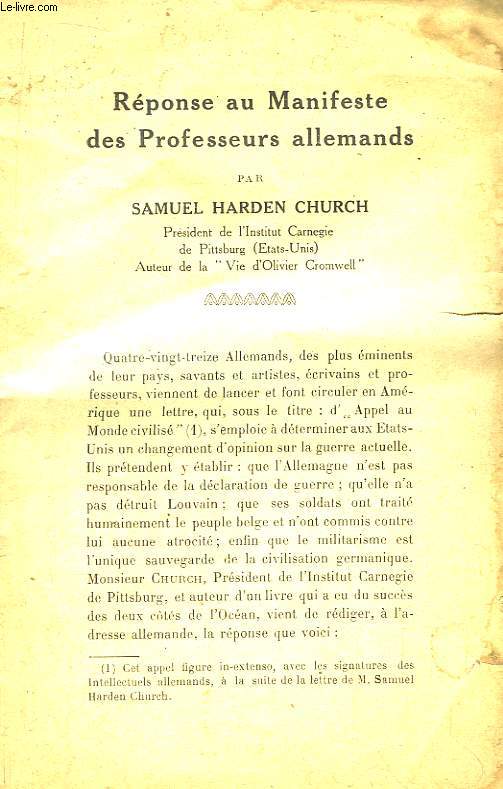 Le-livre.com
Réponse au Manifeste
des Professeurs allemands
PAR
SAMUEL HARDEN CHURCH
Président de l'Institut Carnegie
de Pittsburg (Etats-Unis)
Auteur de la " Vie d'Olivier Cromwell "
Quatre-vingt-treize Allemands, des plus éminents
de leur pays, savants et artistes, écrivains et pro-
fesseurs, viennent de lancer et font circuler en Amé-
rique une lettre, qui, sous le titre : d' „ Appel au
Monde civilisé " (1), s'emploie à déterminer aux Etats-
Unis un changement d'opinion sur la guerre actuelle.
Ils prétendent y établir : que l'Allemagne n'est pas
responsable de la déclaration de guerre ; qu'elle n'a
pas détruit Louvain ; que ses soldats ont traité
humainement le peuple belge et n'ont commis contre
lui aucune atrocité ; enfin que le militarisme est
l'unique sauvegarde de la civilisation germanique.
Monsieur CHURCH, Président de l'Institut Carnegie
de Pittsburg, et auteur d'un livre qui a eu du succès
des deux côtés de l'Océan, vient de rédiger, à l'a-
dresse allemande, la réponse que voici :
(1) Cet appel figure in-extenso, avec les signatures des
Intellectuels allemands, à la suite de la lettre de M. Samuel
Harden Church.